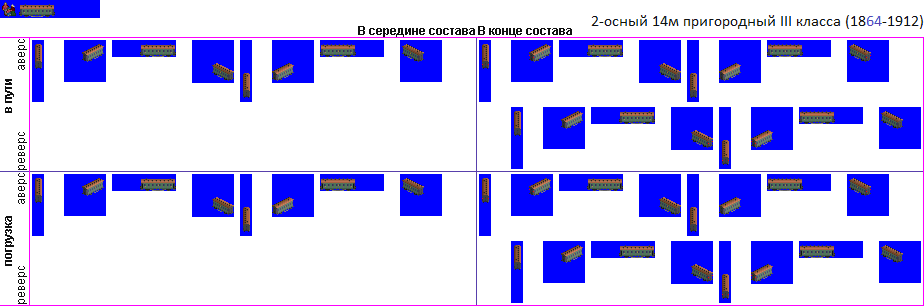 2-осный 14м пригородный III класса (1864-1912)
В середине состава В конце состава
в пути
аверс
реверс
погрузка
аверс
реверс